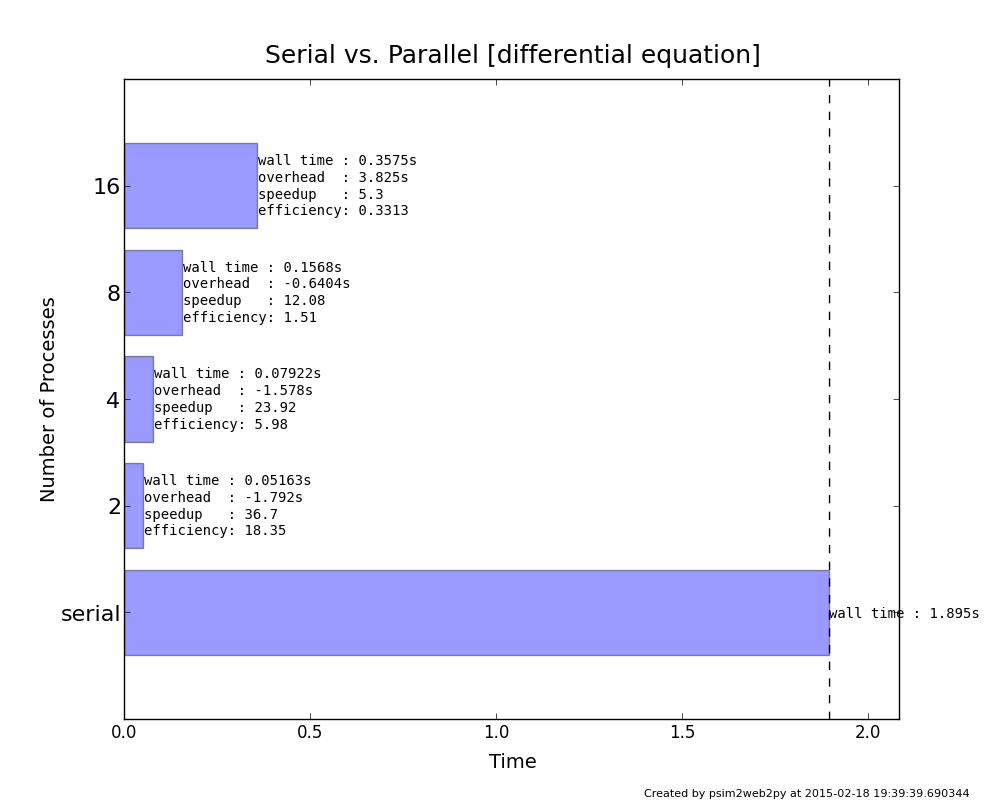 Serial vs. Parallel [differential equation]
16
wall time : 0.3575s
overhead  : 3.825s
speedup   : 5.3
efficiency: 0.3313
8
wall time : 0.1568s
overhead  : -0.6404s
speedup   : 12.08
efficiency: 1.51
4
wall time : 0.07922s
overhead  : -1.578s
speedup   : 23.92
efficiency: 5.98
2
wall time : 0.05163s
overhead  : -1.792s
speedup   : 36.7
efficiency: 18.35
serial
wall time : 1.895s
Number of Processes
0.0 0.5 1.0 1.5 2.0
Time
Created by psim2web2py at 2015-02-18 19:39:39.690344